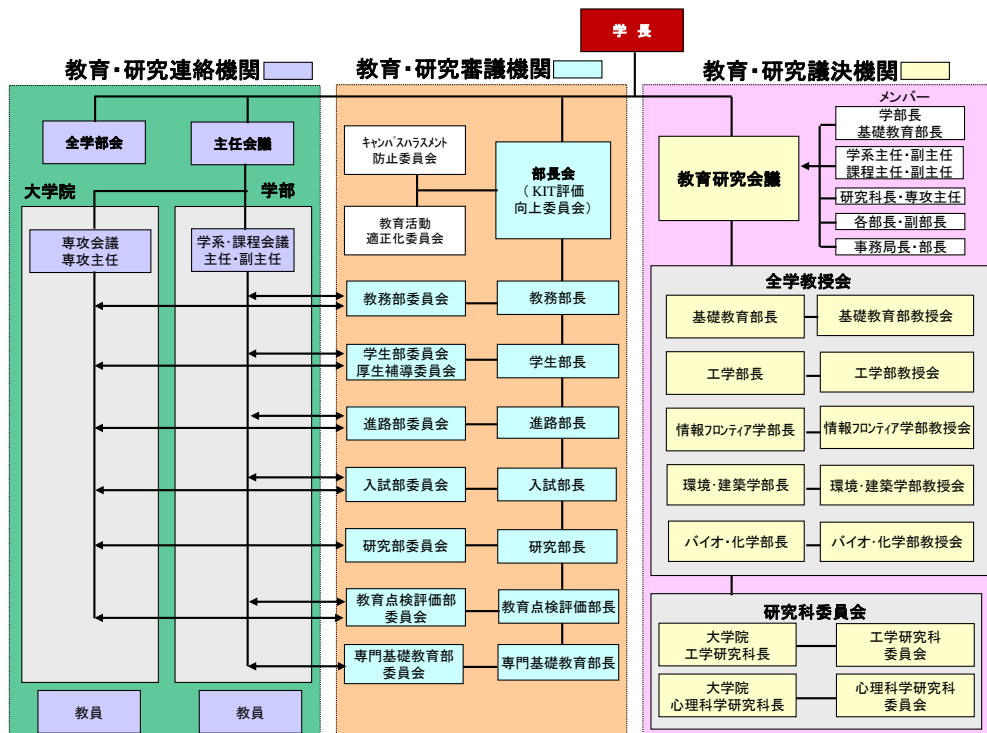 学 長
教育・研究連絡機関
教育・研究審議機関
教育・研究議決機関
全学部会
主任会議
大学院
学部
専攻会議
専攻主任
学系・課程会議
主任・副主任
教員
教員
キャンパスハラスメント
防止委員会
教育活動
適正化委員会
部長会
（ KIT評価
向上委員会）
教務部委員会
教務部長
学生部委員会
厚生補導委員会
学生部長
進路部委員会
進路部長
入試部委員会
入試部長
研究部委員会
研究部長
教育点検評価部
委員会
教育点検評価部長
専門基礎教育部
委員会
専門基礎教育部長
教育研究会議
メンバー
学部長
基礎教育部長
学系主任・副主任
課程主任・副主任
研究科長・専攻主任
各部長・副部長
事務局長・部長
全学教授会
基礎教育部長
基礎教育部教授会
工学部長
工学部教授会
情報フロンティア学部長
情報フロンティア学部教授会
環境・建築学部長
環境・建築学部教授会
バイオ・化学部長
バイオ・化学部教授会
研究科委員会
大学院
工学研究科長
工学研究科
委員会
大学院
心理科学研究科長
心理科学研究科
委員会